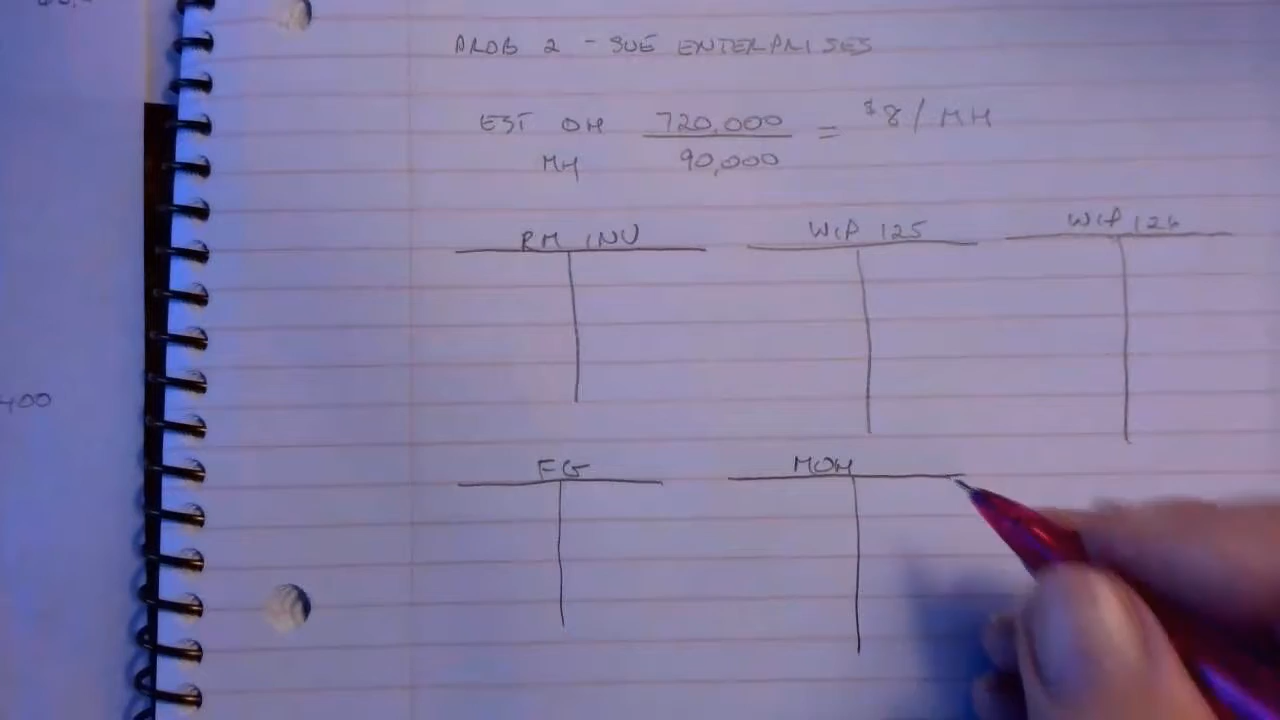 PROB 2 - SUE ENTERPRISES
EST OH 720,000 = $8/MH
MH 90,000
RM INV WIP 125 WIP 126
FG MOH
400